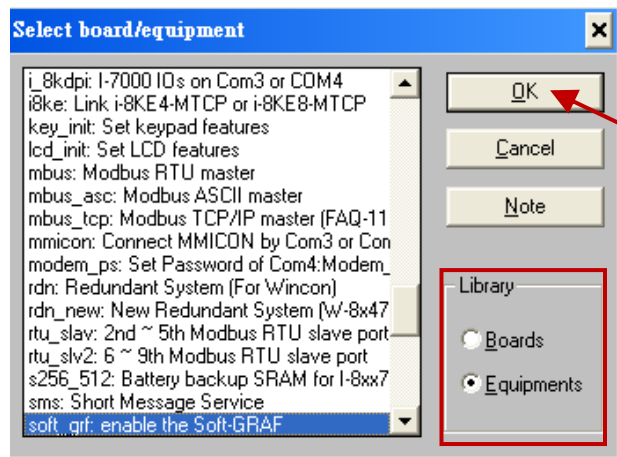 Select board/equipment
i_8kdpi: I-7000 IOs on Com3 or COM4
i8ke: Link i-8KE4-MTCP or i-8KE8-MTCP
key_init: Set keypad features
lcd_init: Set LCD features
mbus: Modbus RTU master
mbus_asc: Modbus ASCII master
mbus_tcp: Modbus TCP/IP master (FAQ-11
mmicon: Connect MMICON by Com3 or Con
modem_ps: Set Password of Com4:Modem_
rdn: Redundant System (For Wincon)
rdn_new: New Redundant System (W-8x47
rtu_slav: 2nd ~ 5th Modbus RTU slave port
rtu_slv2: 6 ~ 9th Modbus RTU slave port
s256_512: Battery backup SRAM for I-8xx7
sms: Short Message Service
soft_grf: enable the Soft-GRAF
OK
Cancel
Note
Library
Boards
Equipments